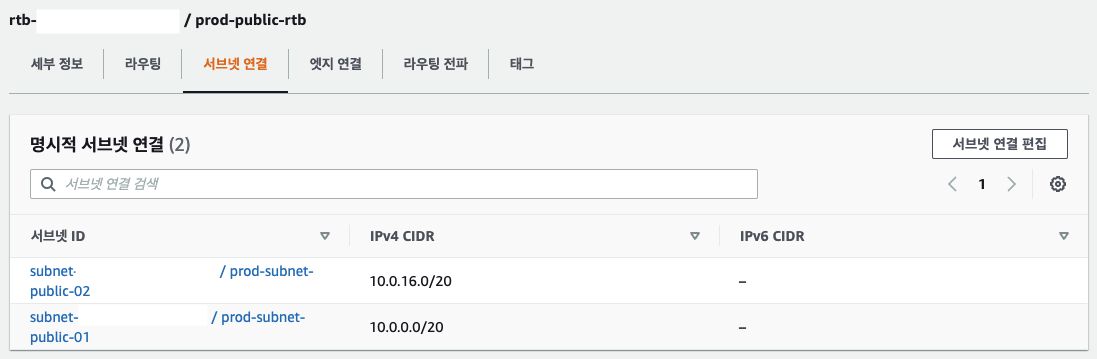 rtb- / prod-public-rtb
세부 정보 라우팅 서브넷 연결 엣지 연결 라우팅 전파 태그
명시적 서브넷 연결 (2) 서브넷 연결 편집
서브넷 연결 검색 1
서브넷 ID IPv4 CIDR IPv6 CIDR
subnet- / prod-subnet-
public-02 10.0.16.0/20 –
subnet- / prod-subnet-
public-01 10.0.0.0/20 –